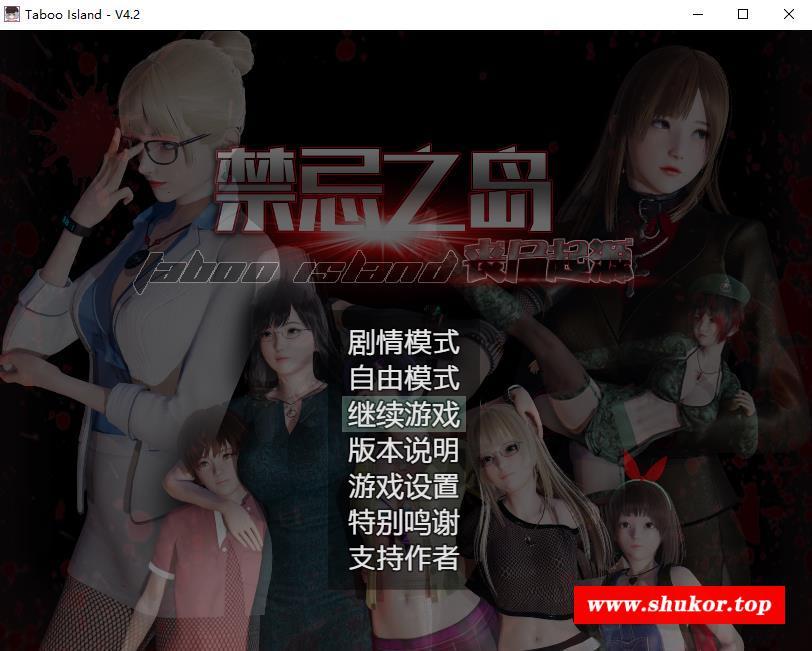 Taboo Island - V4.2
禁忌之岛
Taboo island 丧尸起源
剧情模式
自由模式
继续游戏
版本说明
游戏设置
特别鸣谢
支持作者
www.shukor.top